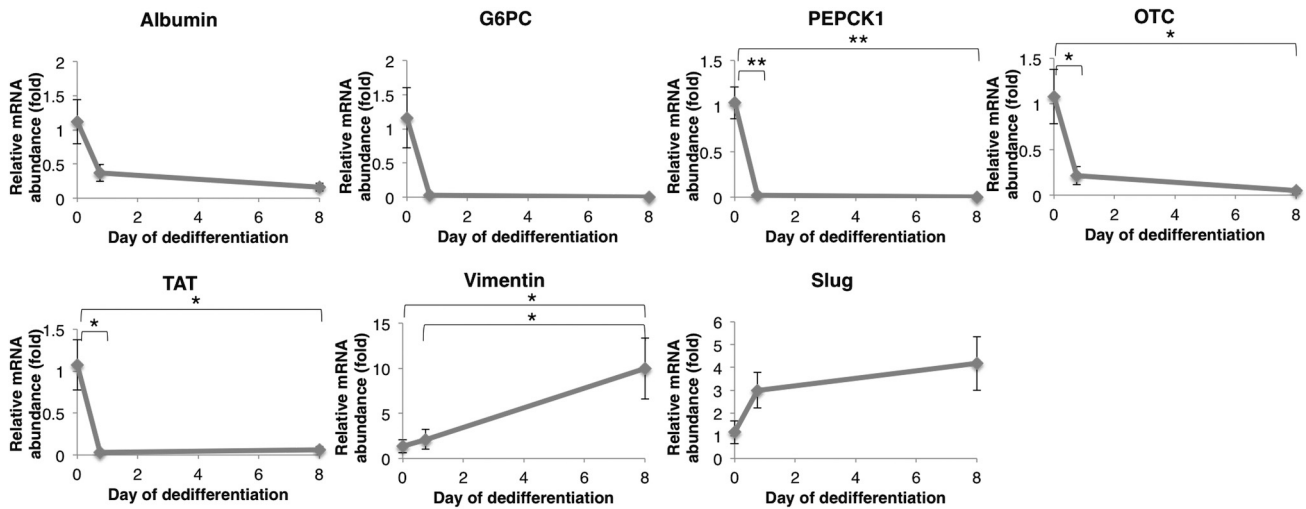 Albumin
Relative mRNA
abundance (fold)
2
1.5
1
0.5
0
0 2 4 6 8
Day of dedifferentiation
G6PC
Relative mRNA
abundance (fold)
2
1.5
1
0.5
0
0 2 4 6 8
Day of dedifferentiation
PEPCK1
**
**
Relative mRNA
abundance (fold)
1.5
1
0.5
0
0 2 4 6 8
Day of dedifferentiation
OTC
*
*
Relative mRNA
abundance (fold)
1.5
1
0.5
0
0 2 4 6 8
Day of dedifferentiation
TAT
*
*
Relative mRNA
abundance (fold)
1.5
1
0.5
0
0 2 4 6 8
Day of dedifferentiation
Vimentin
*
*
Relative mRNA
abundance (fold)
15
10
5
0
0 2 4 6 8
Day of dedifferentiation
Slug
Relative mRNA
abundance (fold)
6
5
4
3
2
1
0
0 2 4 6 8
Day of dedifferentiation